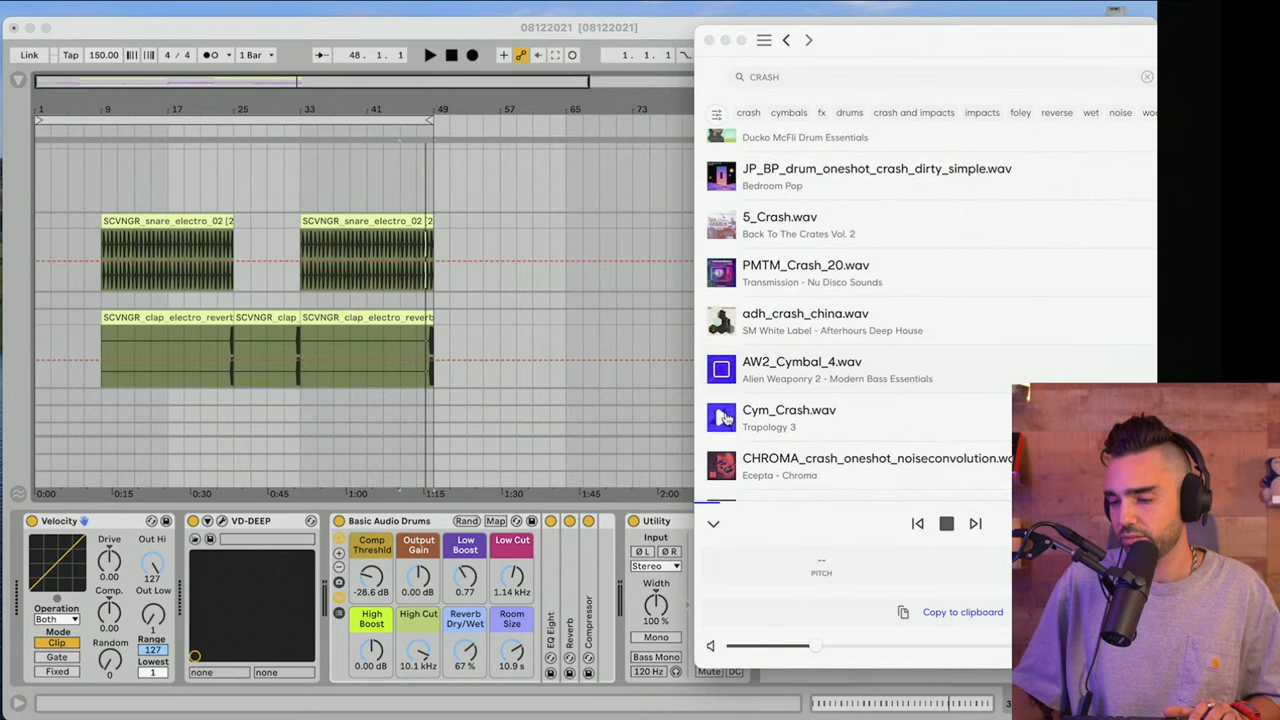 08122021 [08122021]
Link
Tap
150.00
4 / 4
1 Bar
48. 1. 1
1. 1. 1
CRASH
crash
cymbals
fx
drums
crash and impacts
impacts
foley
reverse
wet
noise
1
9
17
25
33
41
49
57
65
73
Ducko McFli Drum Essentials
JP_BP_drum_oneshot_crash_dirty_simple.wav
Bedroom Pop
5_Crash.wav
Back To The Crates Vol. 2
PMTM_Crash_20.wav
Transmission - Nu Disco Sounds
adh_crash_china.wav
SM White Label - Afterhours Deep House
AW2_Cymbal_4.wav
Alien Weaponry 2 - Modern Bass Essentials
Cym_Crash.wav
Trapology 3
CHROMA_crash_oneshot_noiseconvolution.wa
Ecepta - Chroma
SCVNGR_snare_electro_02 [2
SCVNGR_snare_electro_02 [2
SCVNGR_clap_electro_reverb
SCVNGR_clap
SCVNGR_clap_electro_reverb
0:00
0:15
0:30
0:45
1:00
1:15
1:30
1:45
2:00
--
PITCH
Copy to clipboard
Velocity
Drive
0.00
Comp.
0.00
Random
0
Out Hi
127
Out Low
1
Range
127
Lowest
1
Operation
Both
Mode
Clip
Gate
Fixed
VD-DEEP
none
none
Basic Audio Drums
Rand
Map
Comp Threshld
-28.6 dB
Output Gain
0.00 dB
Low Boost
0.77
Low Cut
1.14 kHz
High Boost
0.00 dB
High Cut
10.1 kHz
Reverb Dry/Wet
67 %
Room Size
10.9 s
EQ Eight
Reverb
Compressor
Utility
Input
Ø L
Ø R
Stereo
Width
100 %
Mono
Bass Mono
120 Hz
Mute
DC